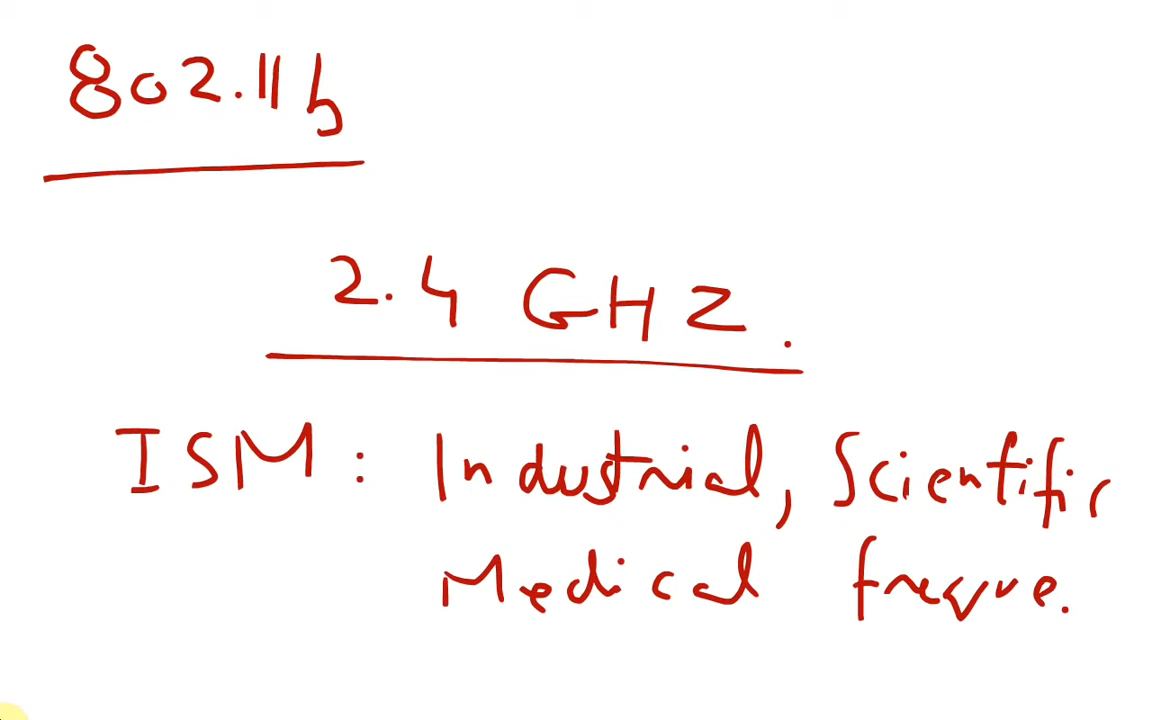 802.11b
2.4 GHZ.
ISM: Industrial, Scientific
Medical freque.